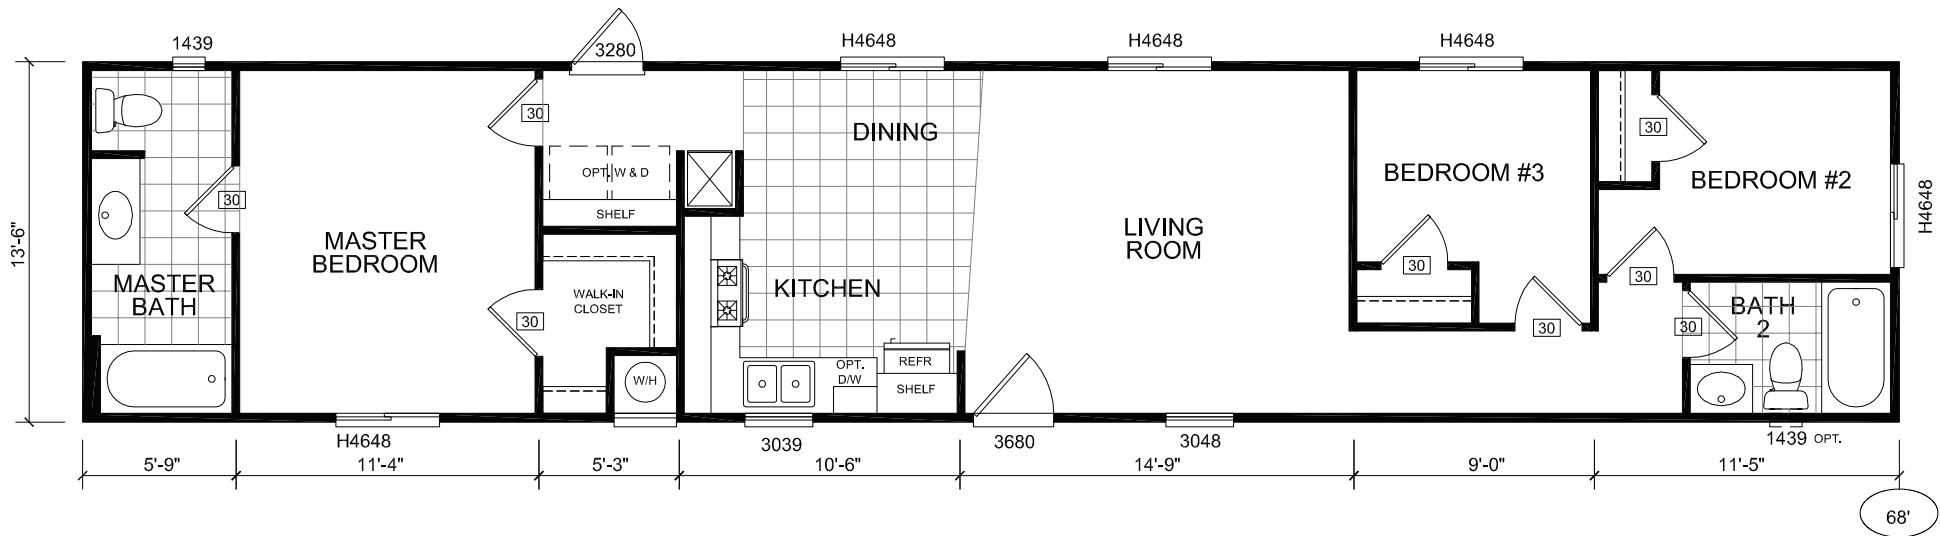 1439
3280
H4648
H4648
H4648
30
DINING
30
OPT. W & D
BEDROOM #3
BEDROOM #2
30
SHELF
H4648
13'-6"
MASTER
BEDROOM
LIVING
ROOM
MASTER
BATH
WALK-IN
CLOSET
KITCHEN
30
30
30
30
30
BATH
2
W/H
OPT.
D/W
REFR
SHELF
H4648
3039
3680
3048
1439 OPT.
5'-9"
11'-4"
5'-3"
10'-6"
14'-9"
9'-0"
11'-5"
68'